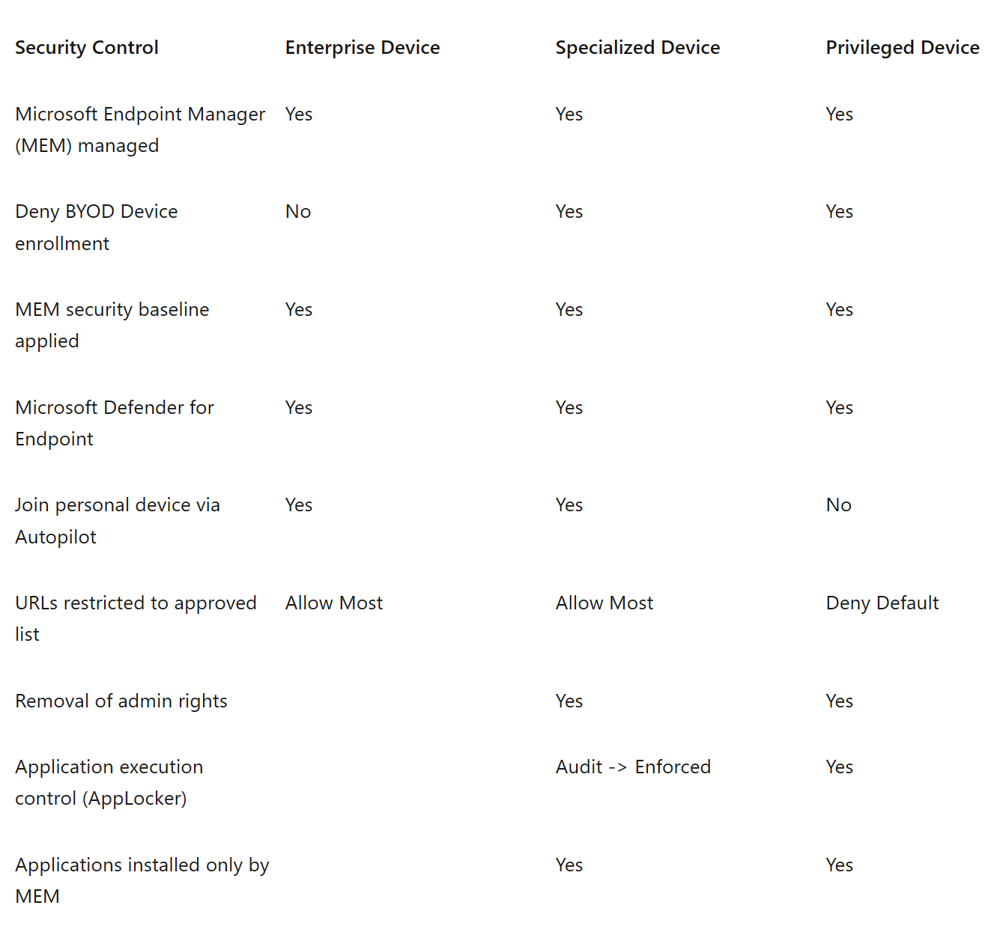 Security Control Enterprise Device Specialized Device Privileged Device
Microsoft Endpoint Manager Yes Yes Yes
(MEM) managed
Deny BYOD Device No Yes Yes
enrollment
MEM security baseline Yes Yes Yes
applied
Microsoft Defender for Yes Yes Yes
Endpoint
Join personal device via Yes Yes No
Autopilot
URLs restricted to approved Allow Most Allow Most Deny Default
list
Removal of admin rights Yes Yes
Application execution Audit -> Enforced Yes
control (AppLocker)
Applications installed only by Yes Yes
MEM